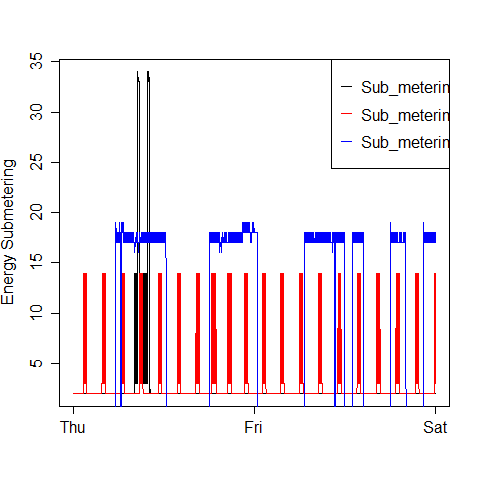 35
30
25
20
15
10
5
Energy Submetering
Sub_meterin
Sub_meterin
Sub_meterin
Thu
Fri
Sat